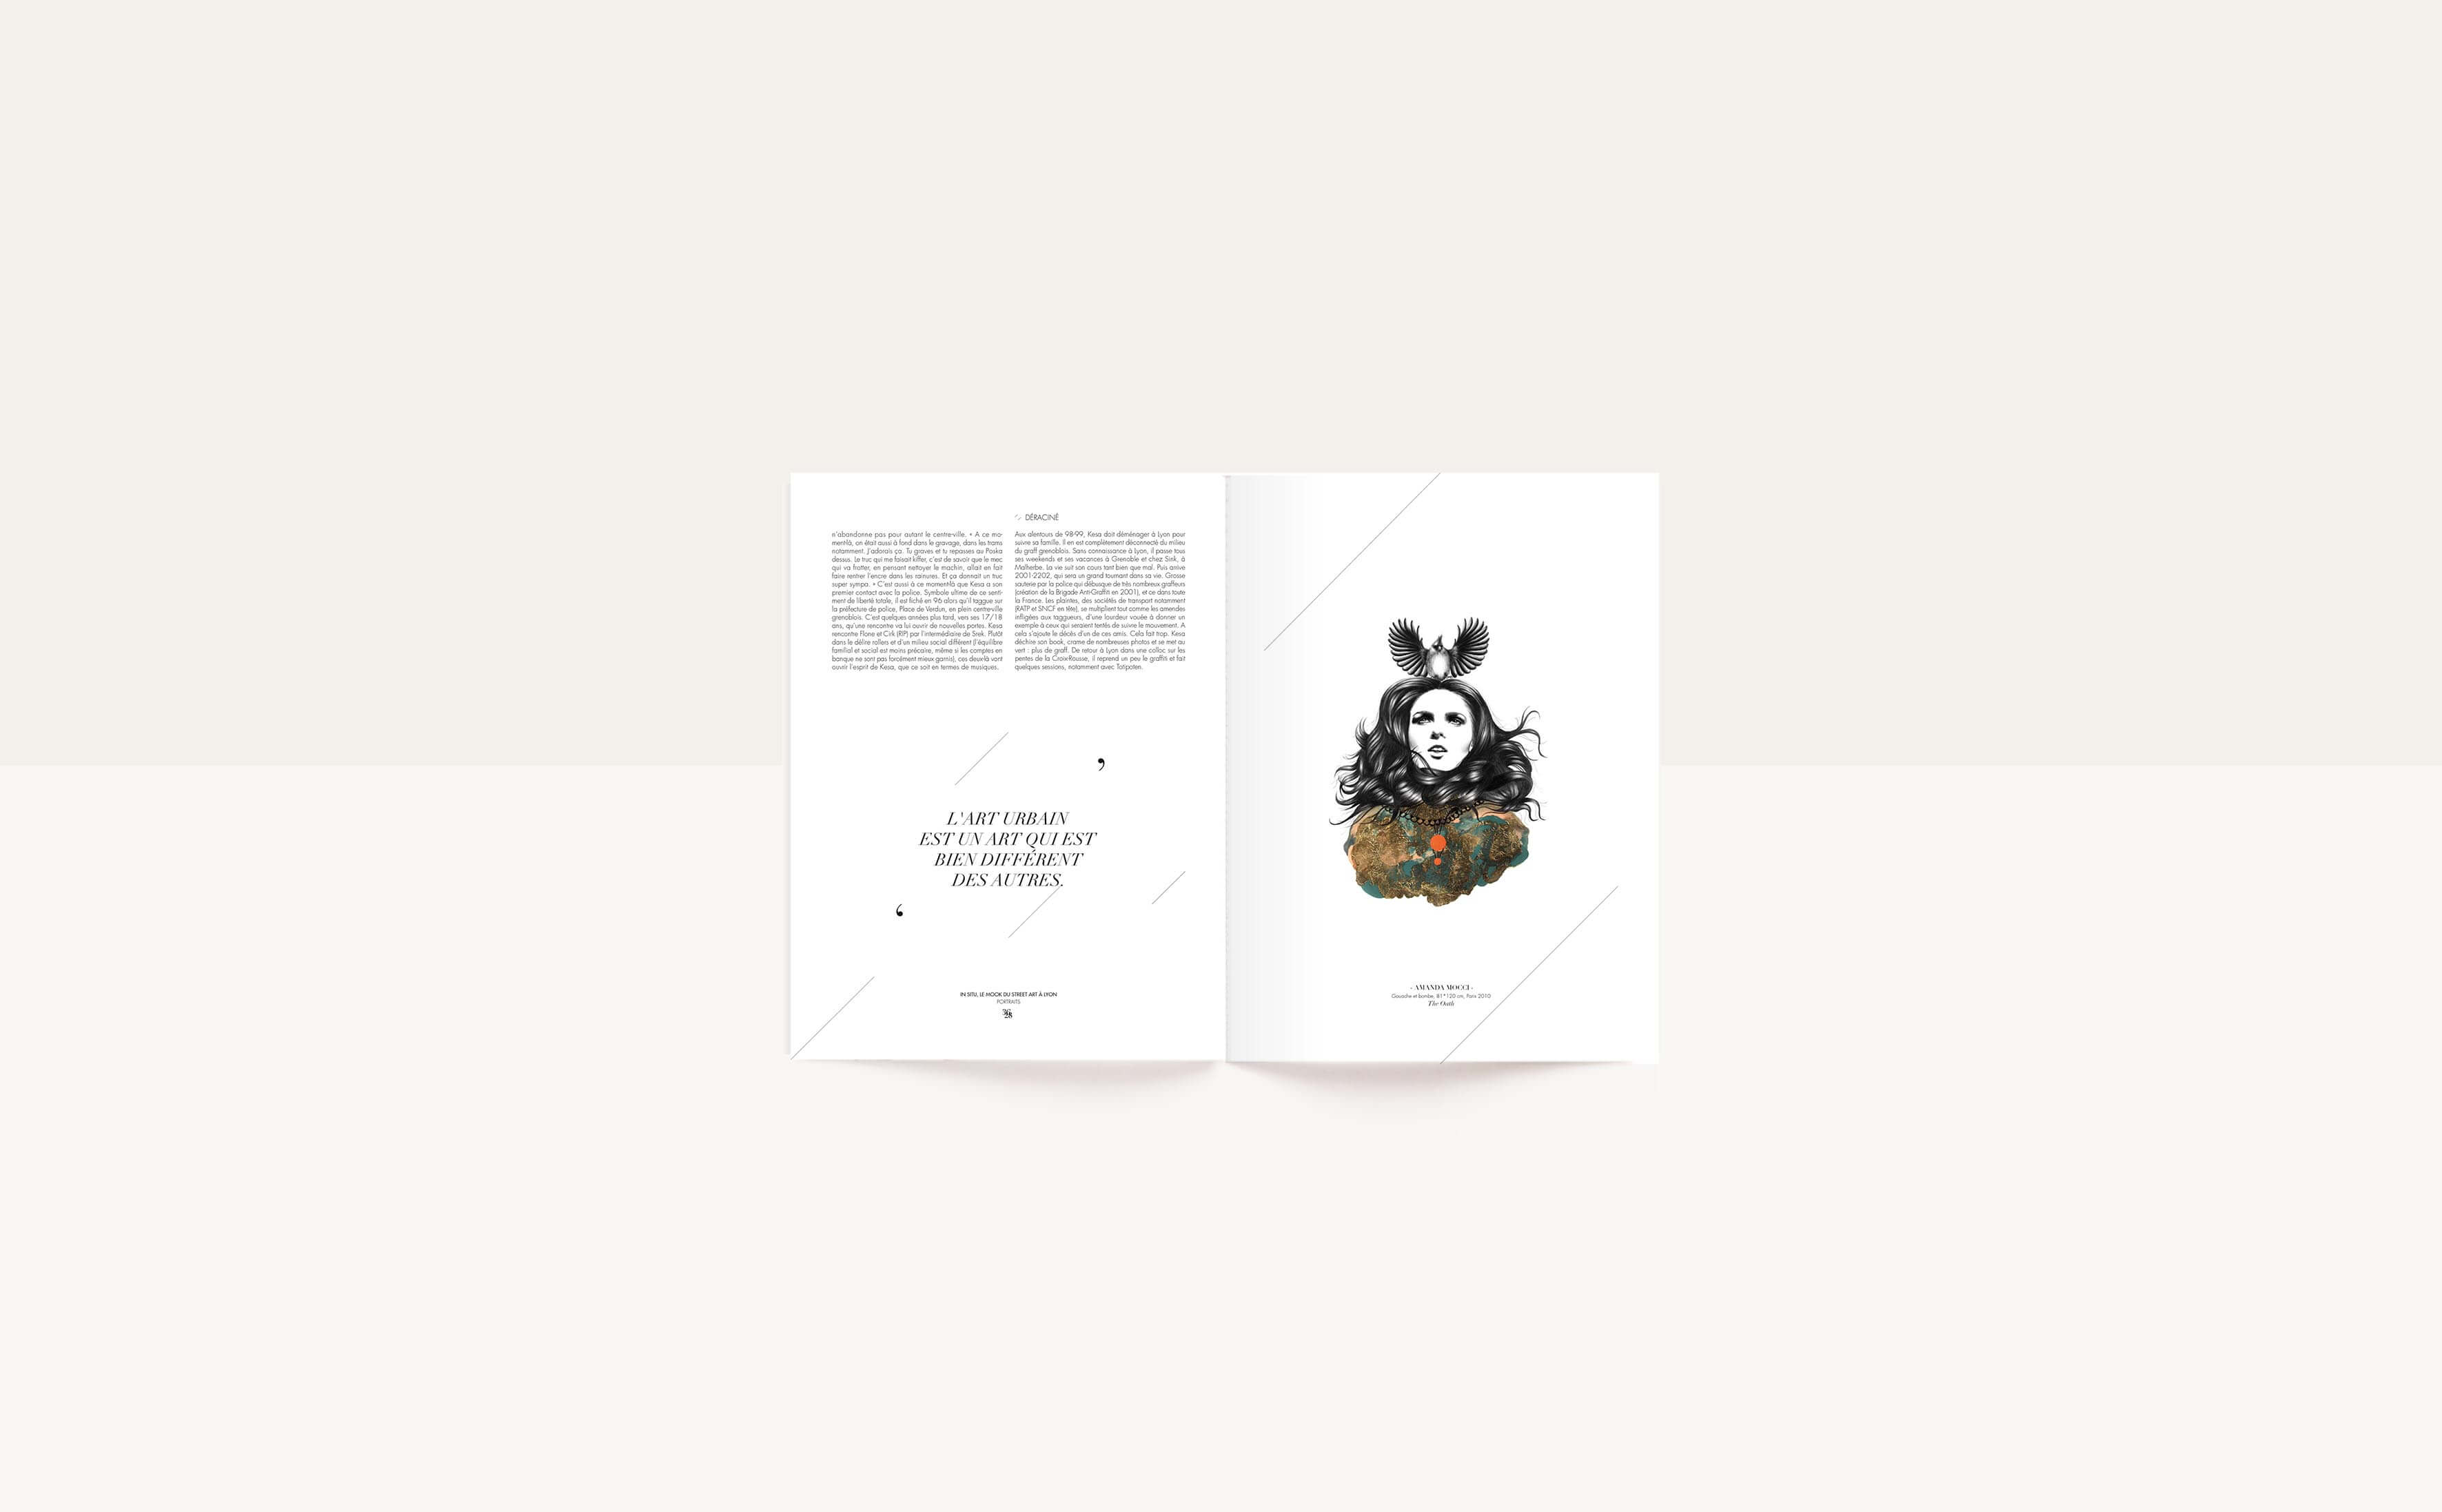 n'abandonne pas pour autant le centre-ville. « A ce mo-
ment-là, on était aussi à fond dans le gravage, dans les trams
notamment. J'adorais ça. Tu graves et tu repasses au Poska
dessus. Le truc qui me faisait kiffer, c'est de savoir que le mec
qui va frotter, en pensant nettoyer le machin, allait en fait
faire rentrer l'encre dans les rainures. Et ça donnait un truc
super sympa. » C'est aussi à ce moment-là que Kesa a son
premier contact avec la police. Symbole ultime de ce senti-
ment de liberté totale, il est fiché en 96 alors qu'il taggue sur
la préfecture de police, Place de Verdun, en plein centre-ville
grenoblois. C'est quelques années plus tard, vers ses 17/18
ans, qu'une rencontre va lui ouvrir de nouvelles portes. Kesa
rencontre Flone et Cirk (RIP) par l'intermédiaire de Srek. Plutôt
dans le délire rollers et d'un milieu social différent (l'équilibre
familial et social est moins précaire, même si les comptes en
banque ne sont pas forcément mieux garnis), ces deux-là vont
ouvrir l'esprit de Kesa, que ce soit en termes de musiques.
DÉRACINÉ
Aux alentours de 98-99, Kesa doit déménager à Lyon pour
suivre sa famille. Il en est complètement déconnecté du milieu
du graff grenoblois. Sans connaissance à Lyon, il passe tous
ses weekends et ses vacances à Grenoble et chez Sink, à
Malherbe. La vie suit son cours tant bien que mal. Puis arrive
2001-2202, qui sera un grand tournant dans sa vie. Grosse
sauterie par la police qui débusque de très nombreux graffeurs
(création de la Brigade Anti-Graffiti en 2001), et ce dans toute
la France. Les plaintes, des sociétés de transport notamment
(RATP et SNCF en tête), se multiplient tout comme les amendes
infligées aux taggueurs, d'une lourdeur vouée à donner un
exemple à ceux qui seraient tentés de suivre le mouvement. A
cela s'ajoute le décès d'un de ces amis. Cela fait trop. Kesa
déchire son book, crame de nombreuses photos et se met au
vert : plus de graff. De retour à Lyon dans une colloc sur les
pentes de la Croix-Rousse, il reprend un peu le graffiti et fait
quelques sessions, notamment avec Tatipoten.
’
L'ART URBAIN
EST UN ART QUI EST
BIEN DIFFÉRENT
DES AUTRES.
‘
IN SITU, LE MOOK DU STREET ART À LYON
PORTRAITS
- AMANDA MOCCI -
Gouache et bombe, 81*120 cm, Paris 2010
The Oath